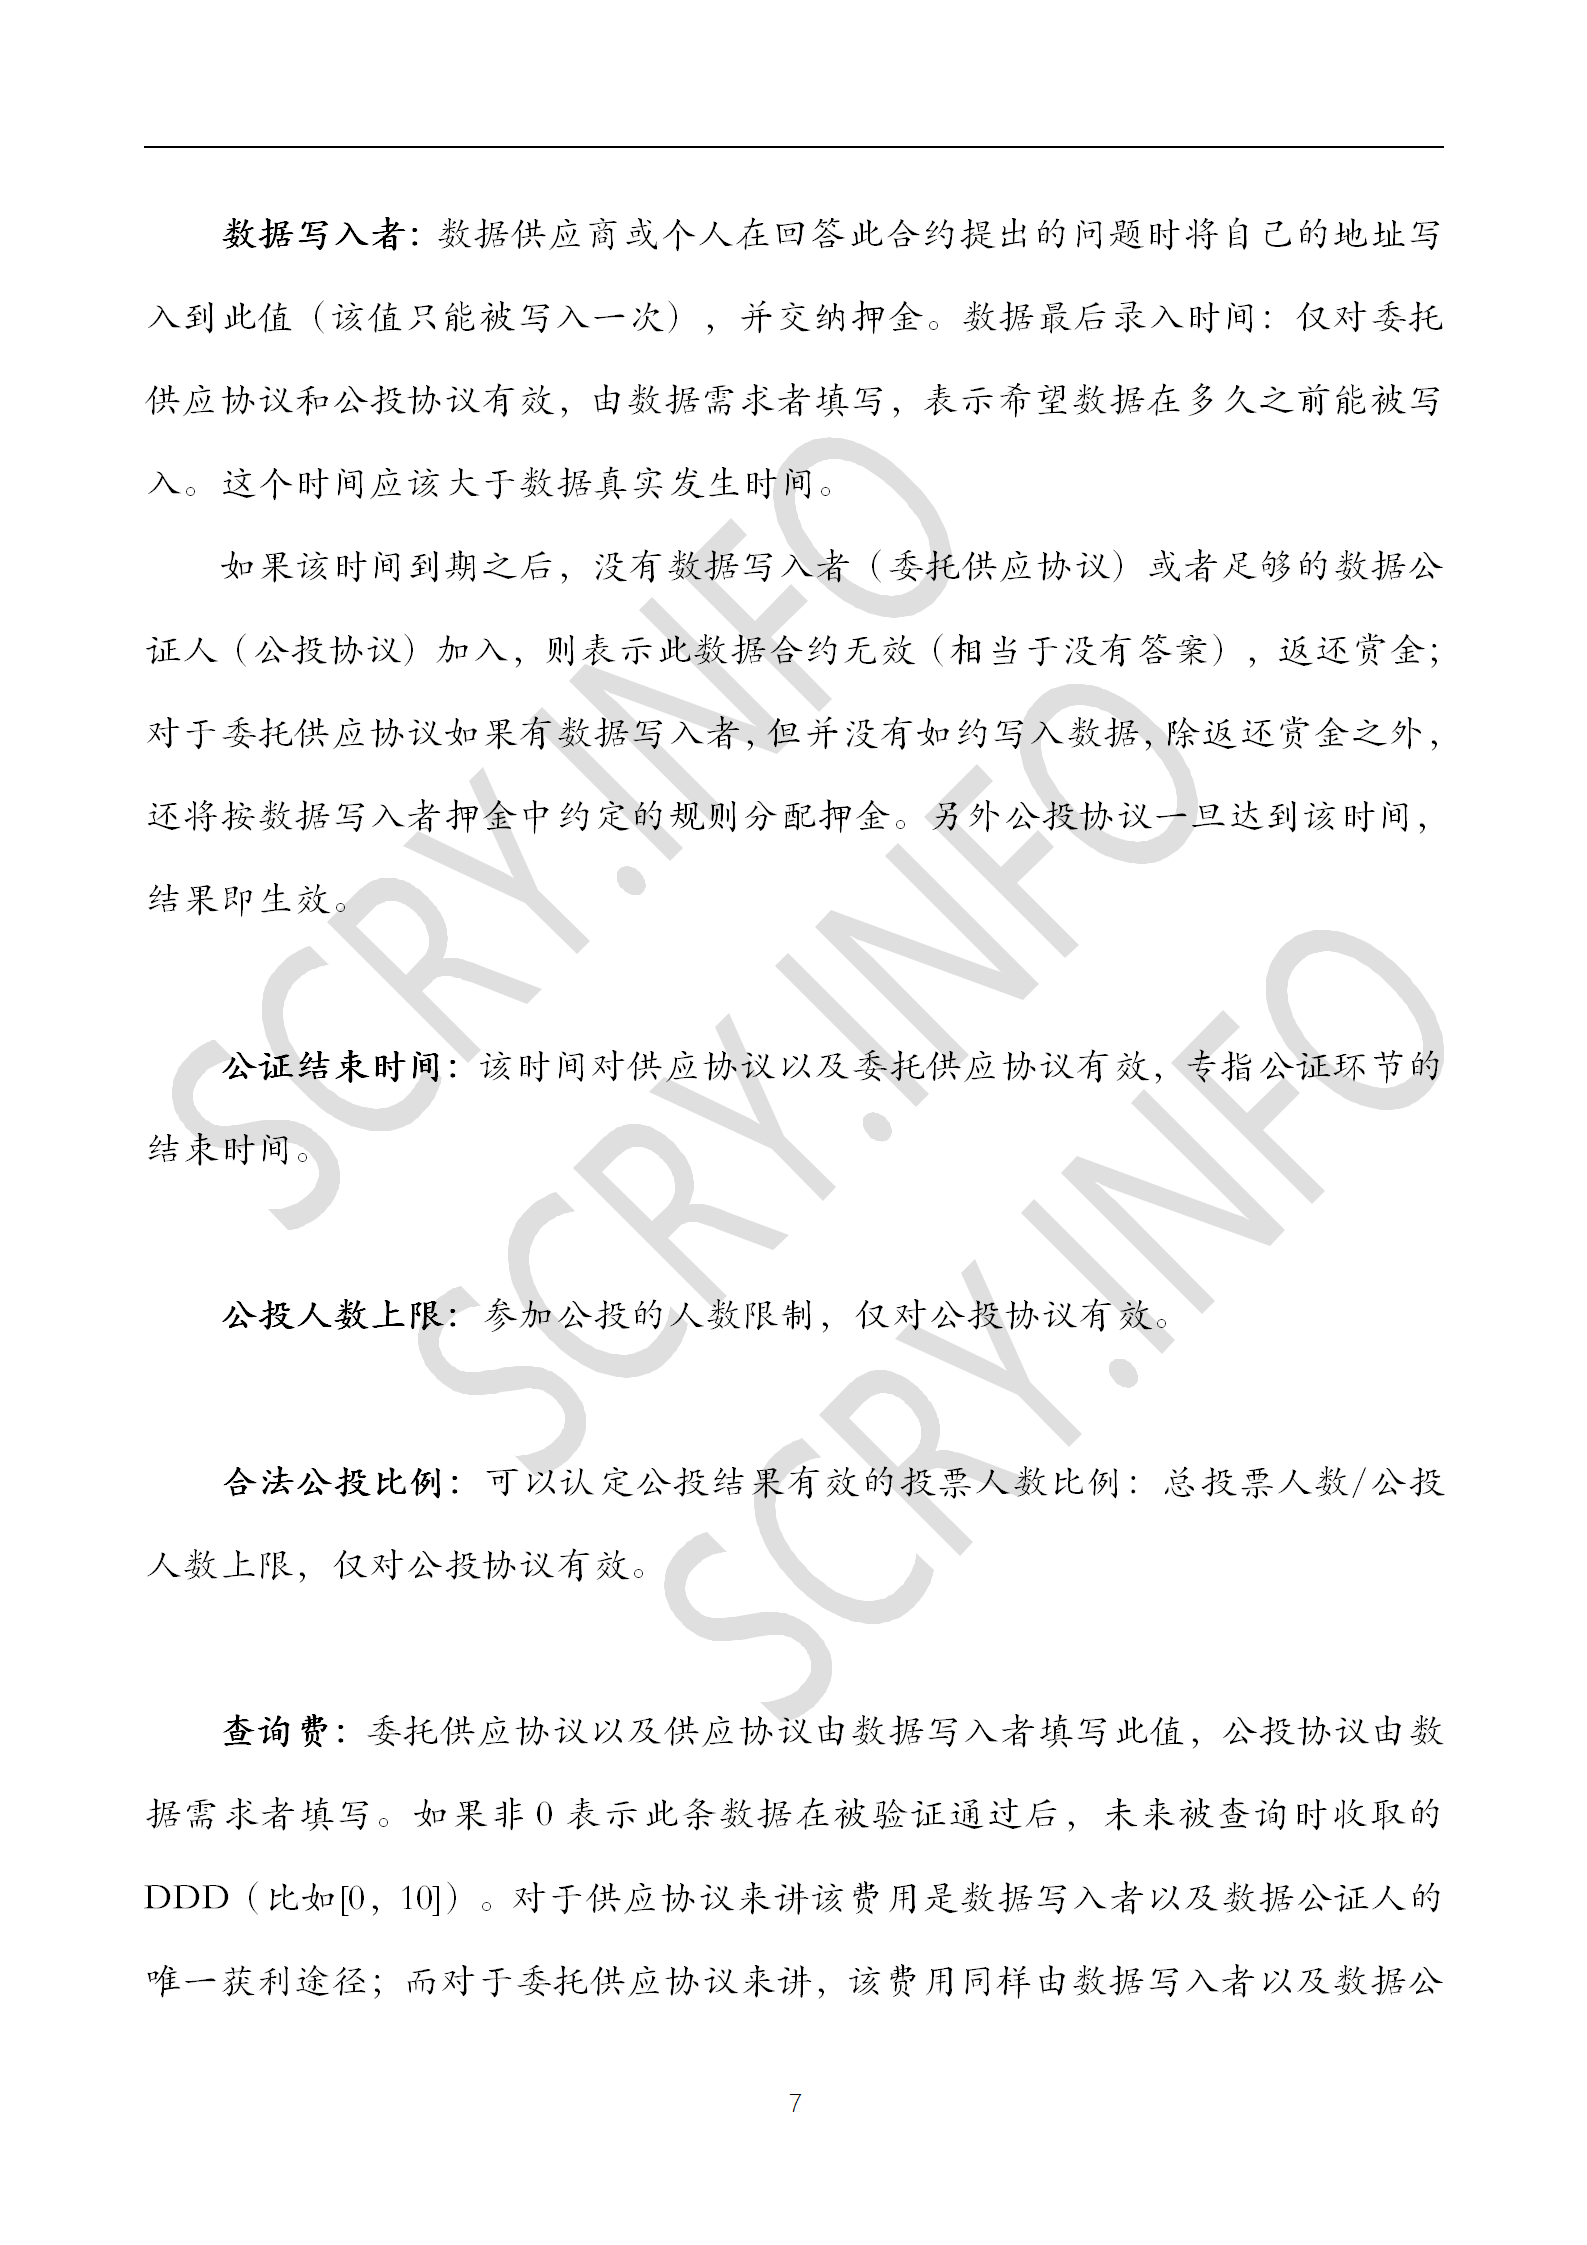 数据写入者：数据供应商或个人在回答此合约提出的问题时将自己的地址写
入到此值（该值只能被写入一次），并交纳押金。数据最后录入时间：仅对委托
供应协议和公投协议有效，由数据需求者填写，表示希望数据在多久之前能被写
入。这个时间应该大于数据真实发生时间。
如果该时间到期之后，没有数据写入者（委托供应协议）或者足够的数据公
证人（公投协议）加入，则表示此数据合约无效（相当于没有答案），返还赏金；
对于委托供应协议如果有数据写入者，但并没有如约写入数据，除返还赏金之外，
还将按数据写入者押金中约定的规则分配押金。另外公投协议一旦达到该时间，
结果即生效。
公证结束时间：该时间对供应协议以及委托供应协议有效，专指公证环节的
结束时间。
公投人数上限：参加公投的人数限制，仅对公投协议有效。
合法公投比例：可以认定公投结果有效的投票人数比例：总投票人数/公投
人数上限，仅对公投协议有效。
查询费：委托供应协议以及供应协议由数据写入者填写此值，公投协议由数
据需求者填写。如果非 0 表示此条数据在被验证通过后，未来被查询时收取的
DDD（比如[0，10]）。对于供应协议来讲该费用是数据写入者以及数据公证人的
唯一获利途径；而对于委托供应协议来讲，该费用同样由数据写入者以及数据公
7
SCRY.INFO
SCRY.INFO
SCRY.INFO